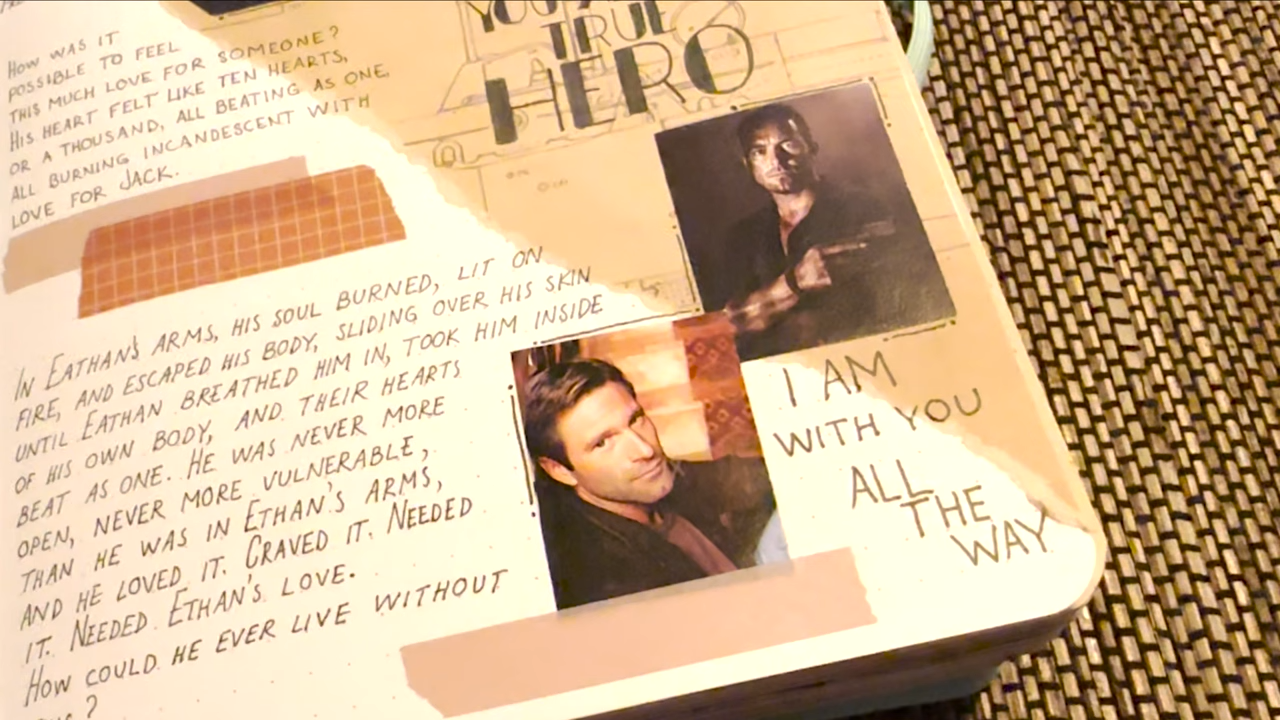 HOW WAS IT
POSSIBLE TO FEEL
THIS MUCH LOVE FOR SOMEONE?
HIS HEART FELT LIKE TEN HEARTS,
OR A THOUSAND, ALL BEATING AS ONE,
ALL BURNING INCANDESCENT WITH
LOVE FOR JACK.
IN EATHAN'S ARMS, HIS SOUL BURNED, LIT ON
FIRE, AND ESCAPED HIS BODY, SLIDING OVER HIS SKIN
UNTIL EATHAN BREATHED HIM IN, TOOK HIM INSIDE
OF HIS OWN BODY, AND THEIR HEARTS
BEAT AS ONE. HE WAS NEVER MORE
OPEN, NEVER MORE VULNERABLE,
THAN HE WAS IN ETHAN'S ARMS,
AND HE LOVED IT. CRAVED IT. NEEDED
IT. NEEDED ETHAN'S LOVE.
HOW COULD HE EVER LIVE WITHOUT
?
YOU
TRUE
HERO
I AM
WITH YOU
ALL
THE
WAY